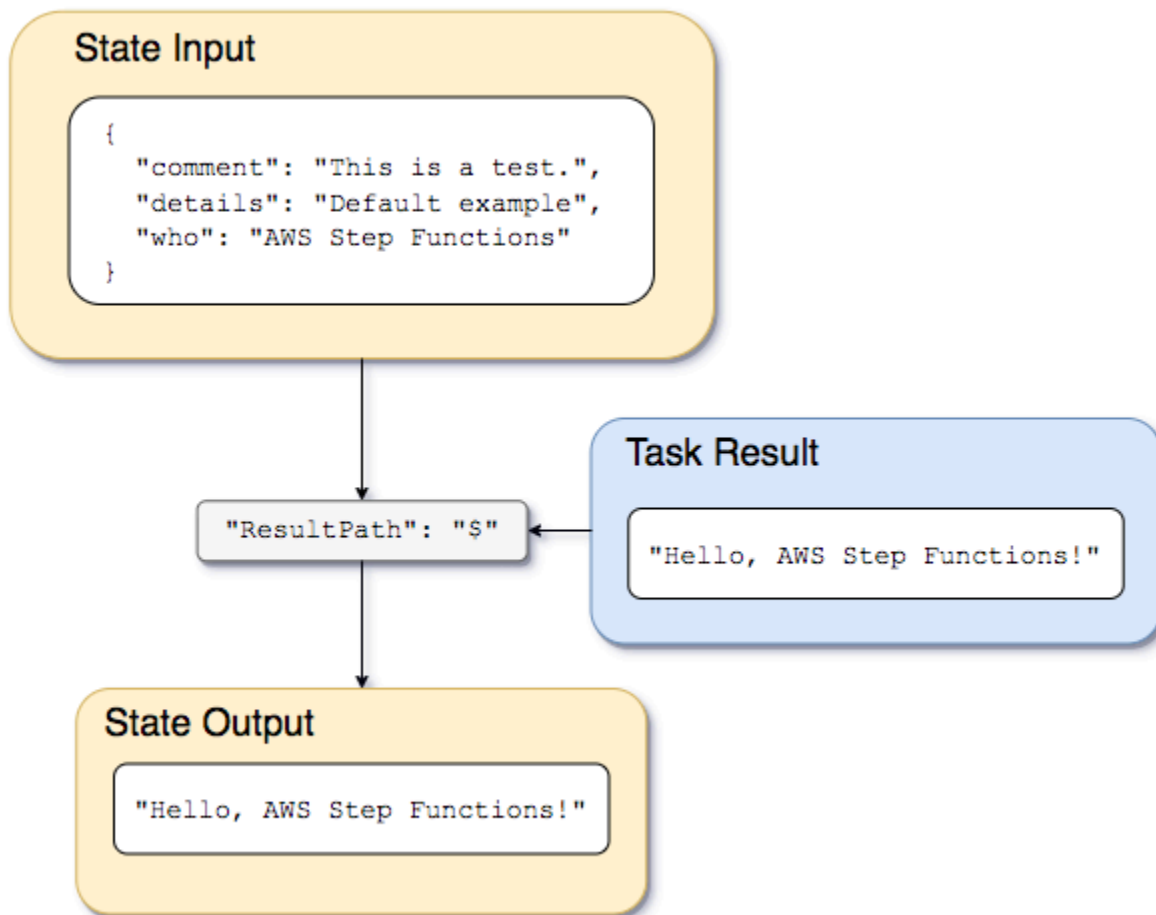 State Input
{
"comment": "This is a test.",
"details": "Default example",
"who": "AWS Step Functions"
}
Task Result
"ResultPath": "$"
"Hello, AWS Step Functions!"
State Output
"Hello, AWS Step Functions!"